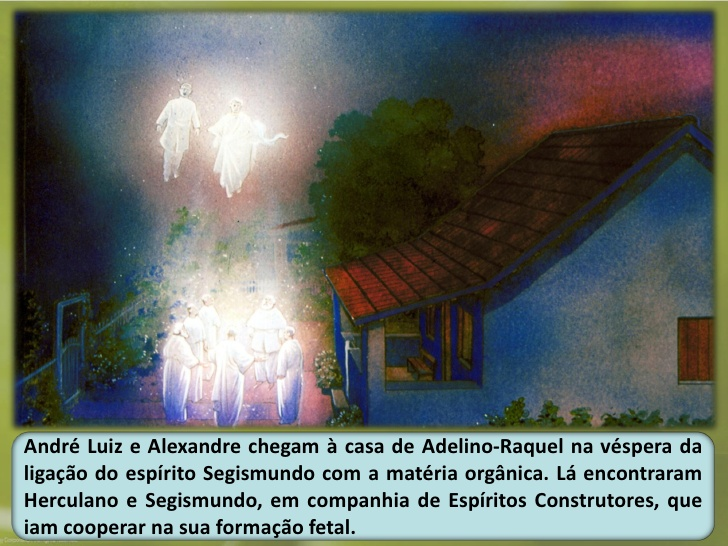 André Luiz e Alexandre chegam à casa de Adelino-Raquel na véspera da
ligação do espírito Segismundo com a matéria orgânica. Lá encontraram
Herculano e Segismundo, em companhia de Espíritos Construtores, que
iam cooperar na sua formação fetal.